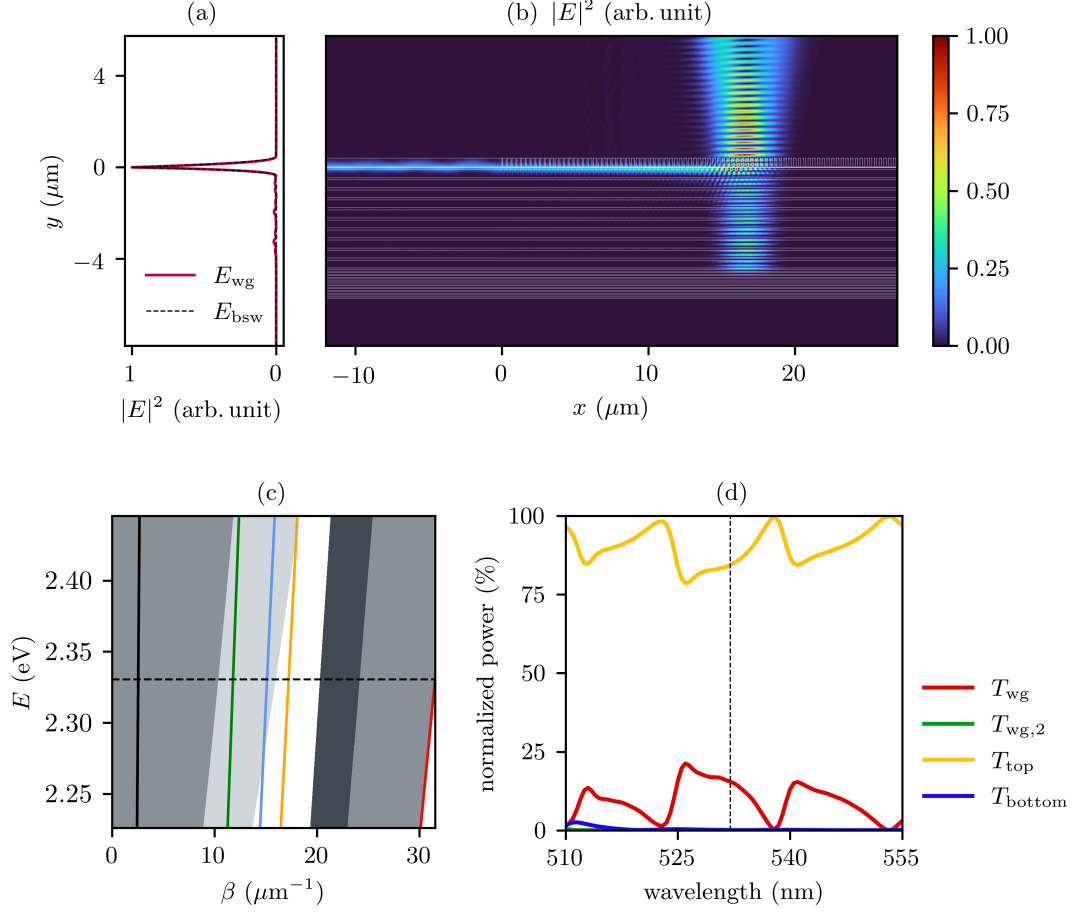 (a)
(b) |E|² (arb. unit)
4
0
−4
y (μm)
E_wg
E_bsw
1
0
|E|² (arb. unit)
−10
0
10
20
x (μm)
1.00
0.75
0.50
0.25
0.00
(c)
2.40
2.35
2.30
2.25
E (eV)
0
10
20
30
β (μm⁻¹)
(d)
100
75
50
25
0
normalized power (%)
510
525
540
555
wavelength (nm)
T_wg
T_wg,2
T_top
T_bottom